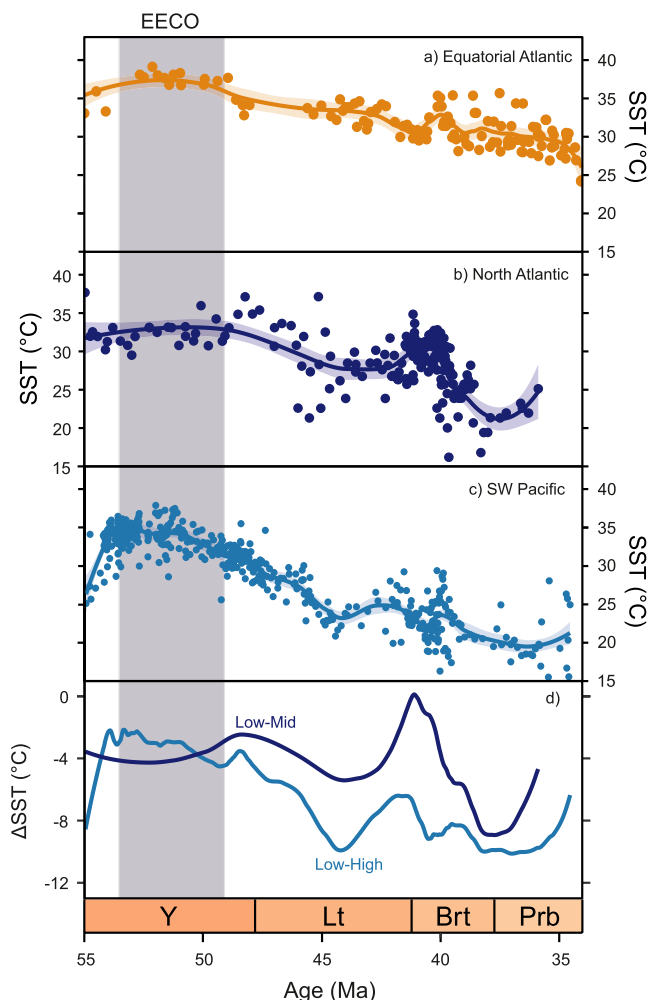 EECO
a) Equatorial Atlantic
40
35
30
25
20
15
SST (°C)
b) North Atlantic
40
35
30
25
20
15
SST (°C)
c) SW Pacific
40
35
30
25
20
15
SST (°C)
d)
0
-4
-8
-12
ΔSST (°C)
Low-Mid
Low-High
Y Lt Brt Prb
55 50 45 40 35
Age (Ma)